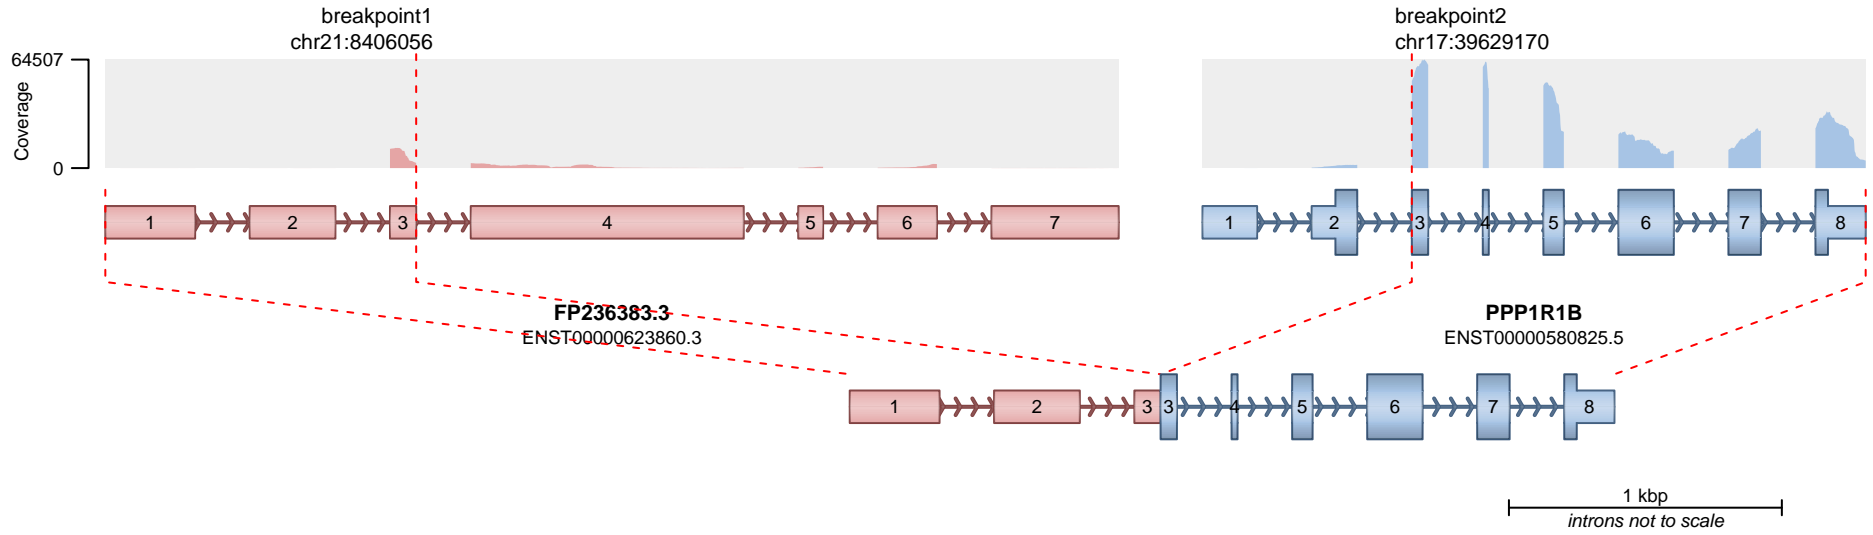 breakpoint1
chr21:8406056
breakpoint2
chr17:39629170
64507
Coverage
0
1 2 3 4 5 6 7
1 2 3 4 5 6 7 8
FP236383.3
ENST00000623860.3
PPP1R1B
ENST00000580825.5
1 2 3 3 4 5 6 7 8
1 kbp
introns not to scale